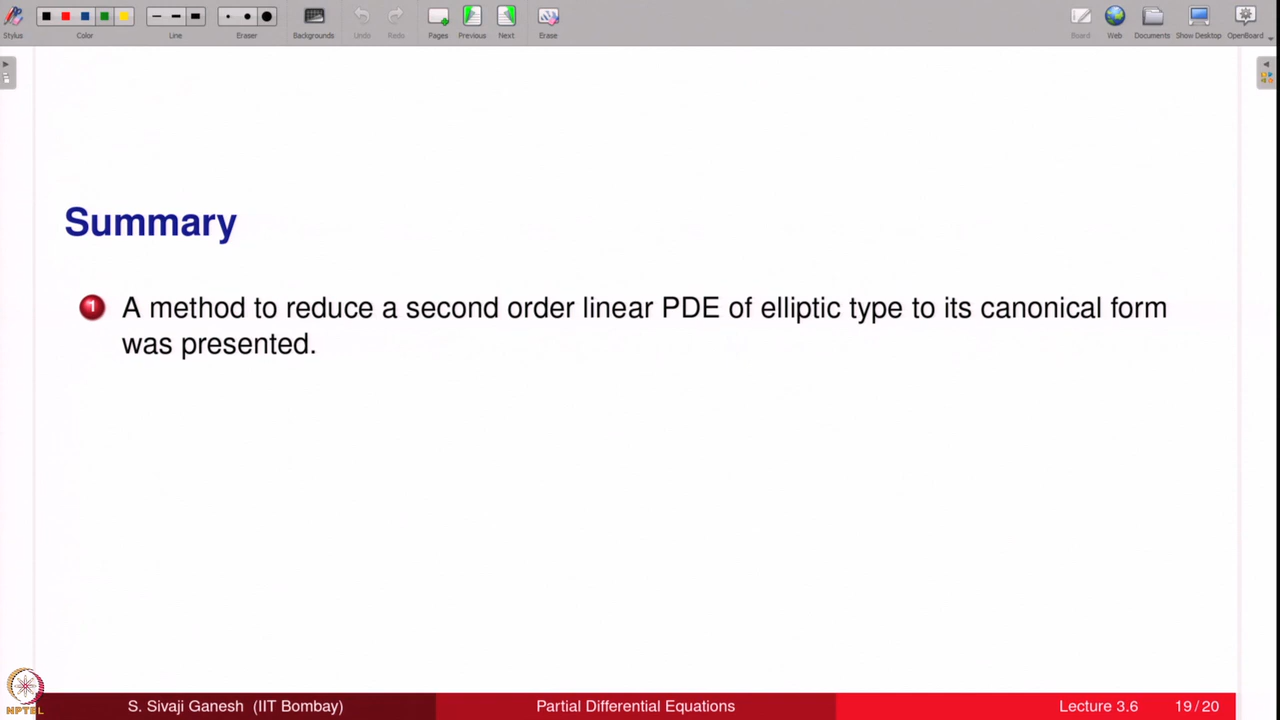 Stylus
Color
Line
Eraser
Backgrounds
Undo
Redo
Pages
Previous
Next
Erase
Board
Web
Documents
Show Desktop
OpenBoard
Summary
1 A method to reduce a second order linear PDE of elliptic type to its canonical form
was presented.
NPTEL
S. Sivaji Ganesh (IIT Bombay)
Partial Differential Equations
Lecture 3.6
19 / 20